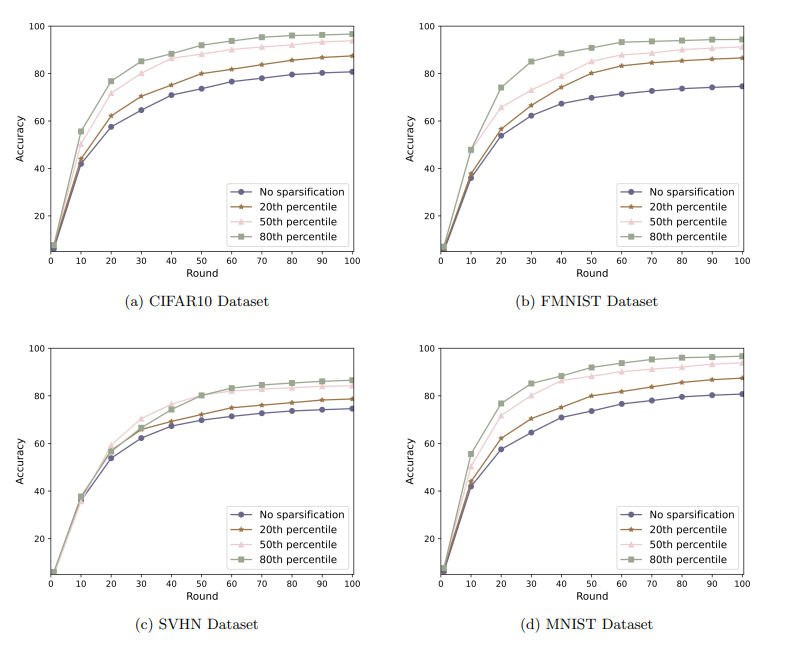 100
80
60
40
20
Accuracy
0 10 20 30 40 50 60 70 80 90 100
Round
No sparsification
20th percentile
50th percentile
80th percentile
(a) CIFAR10 Dataset
100
80
60
40
20
Accuracy
0 10 20 30 40 50 60 70 80 90 100
Round
No sparsification
20th percentile
50th percentile
80th percentile
(b) FMNIST Dataset
100
80
60
40
20
Accuracy
0 10 20 30 40 50 60 70 80 90 100
Round
No sparsification
20th percentile
50th percentile
80th percentile
(c) SVHN Dataset
100
80
60
40
20
Accuracy
0 10 20 30 40 50 60 70 80 90 100
Round
No sparsification
20th percentile
50th percentile
80th percentile
(d) MNIST Dataset